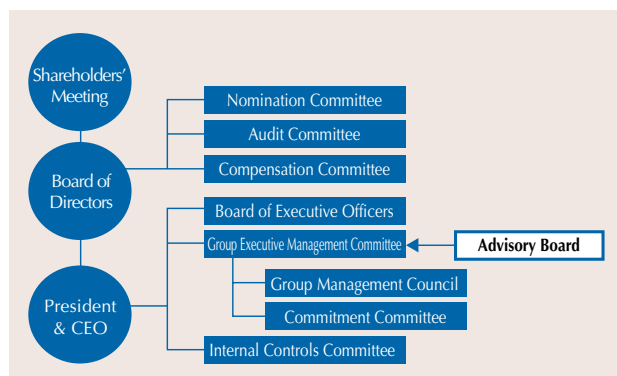 Shareholders'
Meeting
Nomination Committee
Audit Committee
Compensation Committee
Board of
Directors
Board of Executive Officers
Group Executive Management Committee
Advisory Board
Group Management Council
Commitment Committee
President
& CEO
Internal Controls Committee